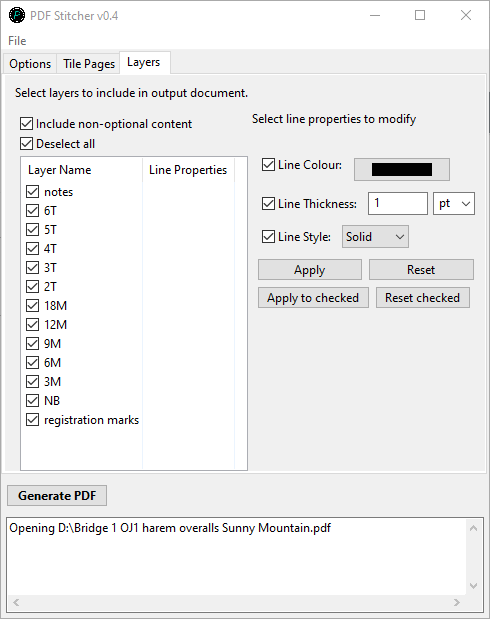 PDF Stitcher v0.4
File
Options
Tile Pages
Layers
Select layers to include in output document.
Include non-optional content
Deselect all
Layer Name
Line Properties
notes
6T
5T
4T
3T
2T
18M
12M
9M
6M
3M
NB
registration marks
Select line properties to modify
Line Colour:
Line Thickness:
1
pt
Line Style:
Solid
Apply
Reset
Apply to checked
Reset checked
Generate PDF
Opening D:\Bridge 1 OJ1 harem overalls Sunny Mountain.pdf